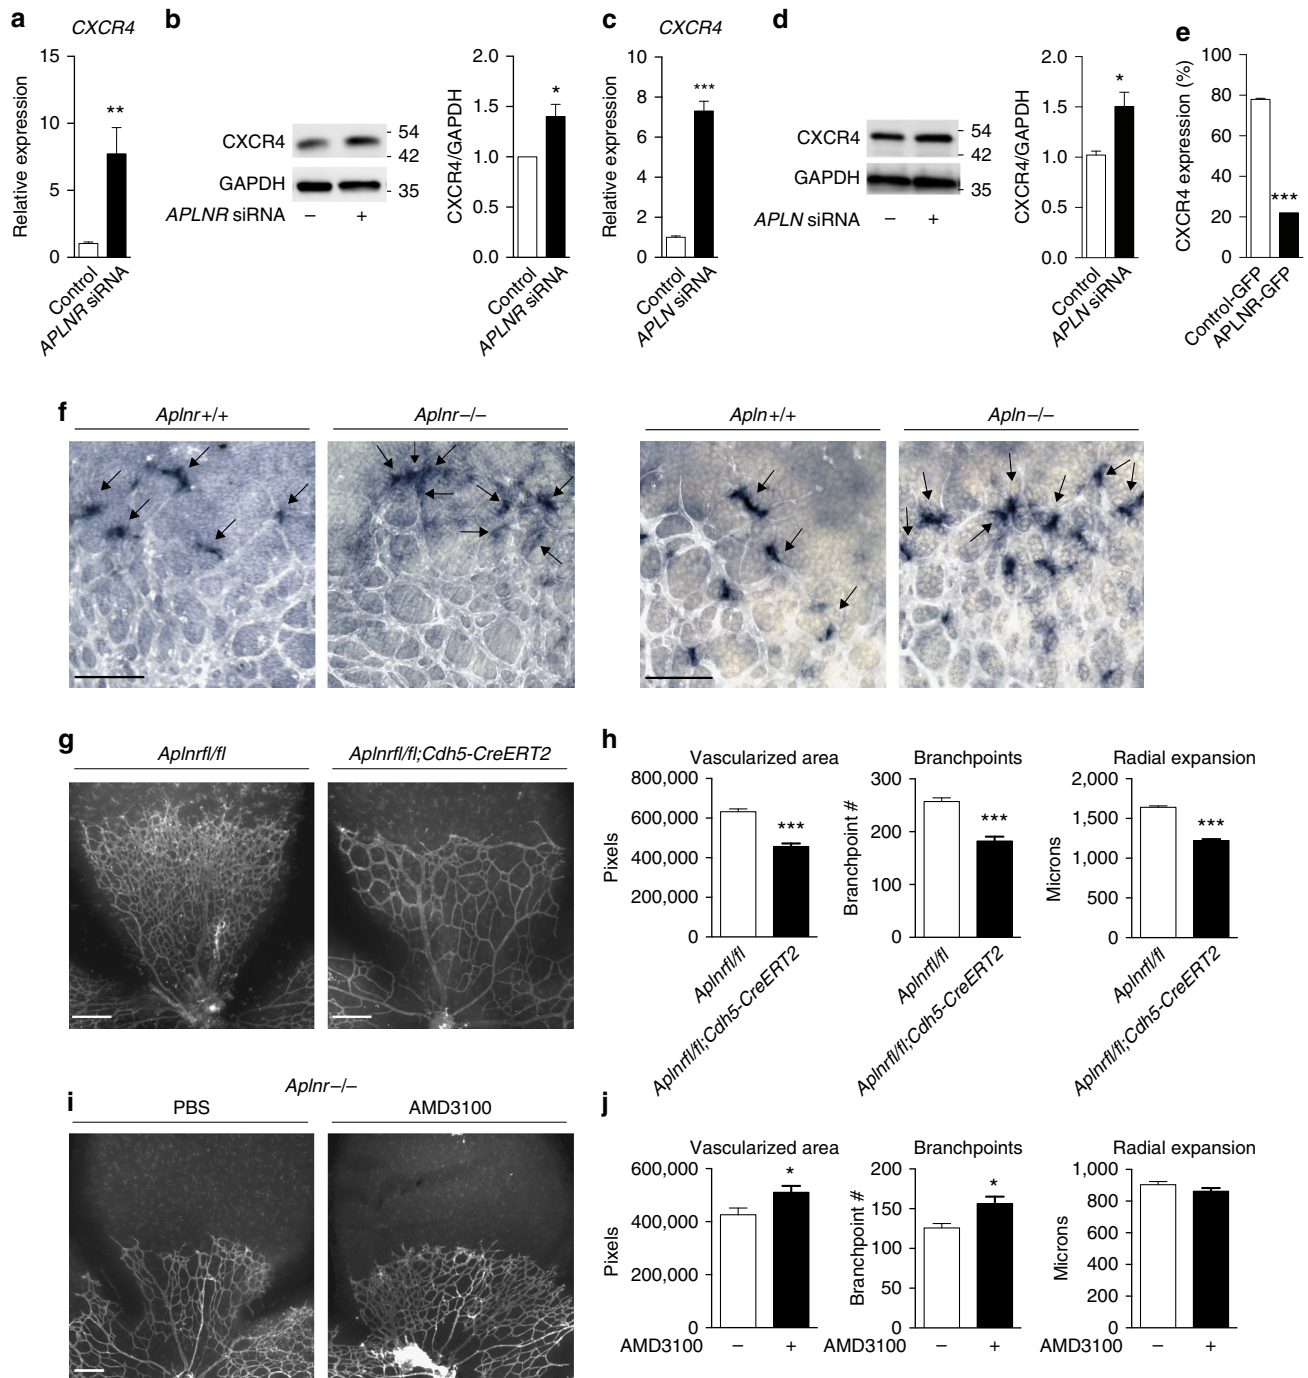 a
CXCR4
Relative expression
15
10
5
0
**
Control
APLNR siRNA
b
CXCR4
GAPDH
APLNR siRNA
– +
54
42
35
CXCR4/GAPDH
2.0
1.5
1.0
0.5
0.0
*
Control
APLNR siRNA
c
CXCR4
Relative expression
10
8
6
4
2
0
***
Control
APLN siRNA
d
CXCR4
GAPDH
APLN siRNA
– +
54
42
35
CXCR4/GAPDH
2.0
1.5
1.0
0.5
0.0
*
Control
APLN siRNA
e
CXCR4 expression (%)
100
80
60
40
20
0
***
Control-GFP
APLNR-GFP
f
Aplnr+/+
Aplnr–/–
Apln+/+
Apln–/–
g
Aplnrfl/fl
Aplnrfl/fl;Cdh5-CreERT2
h
Vascularized area
Pixels
800,000
600,000
400,000
200,000
0
***
Aplnrfl/fl
Aplnrfl/fl;Cdh5-CreERT2
Branchpoints
Branchpoint #
300
200
100
0
***
Aplnrfl/fl
Aplnrfl/fl;Cdh5-CreERT2
Radial expansion
Microns
2,000
1,500
1,000
500
0
***
Aplnrfl/fl
Aplnrfl/fl;Cdh5-CreERT2
i
Aplnr–/–
PBS
AMD3100
j
Vascularized area
Pixels
600,000
400,000
200,000
0
*
AMD3100 – +
Branchpoints
Branchpoint #
200
150
100
50
0
*
AMD3100 – +
Radial expansion
Microns
1,000
800
600
400
200
0
AMD3100 – +